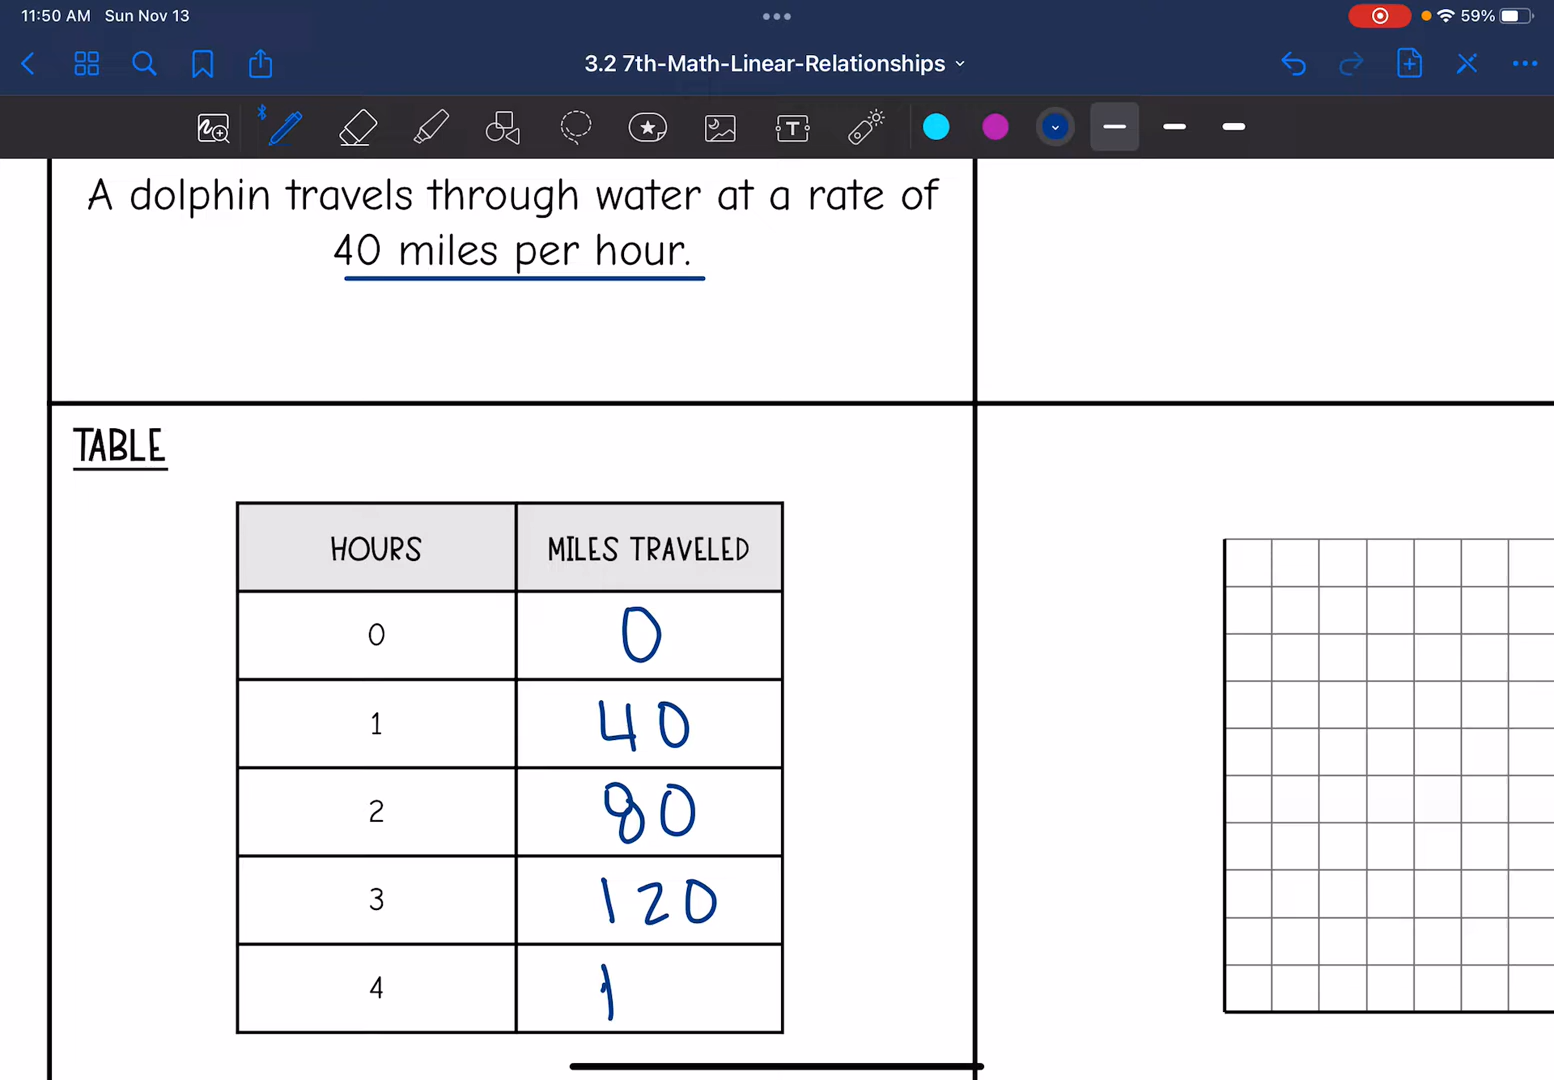 11:50 AM Sun Nov 13
59%
3.2 7th-Math-Linear-Relationships
T
A dolphin travels through water at a rate of
40 miles per hour.
TABLE
HOURS MILES TRAVELED
0 0
1 40
2 80
3 120
4 1